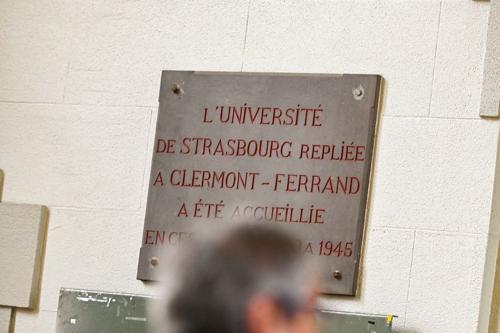 L'UNIVERSITÉ
DE STRASBOURG REPLIÉE
A CLERMONT-FERRAND
A ÉTÉ ACCUEILLIE
EN A 1945